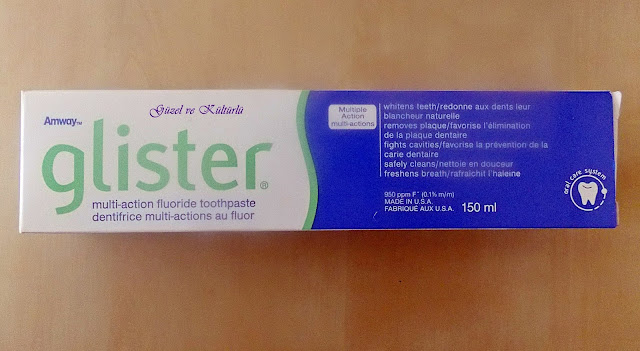 Güzel ve Kültürlü
Amway™
glister®
multi-action fluoride toothpaste
dentifrice multi-actions au fluor
Multiple
Action
multi-actions
whitens teeth/redonne aux dents leur
blancheur naturelle
removes plaque/favorise l'élimination
de la plaque dentaire
fights cavities/favorise la prévention de la
carie dentaire
safely cleans/nettoie en douceur
freshens breath/rafraichit l'haleine
950 ppm F⁻ (0.1% m/m)
MADE IN U.S.A.
FABRIQUÉ AUX U.S.A.
150 ml
oral care system